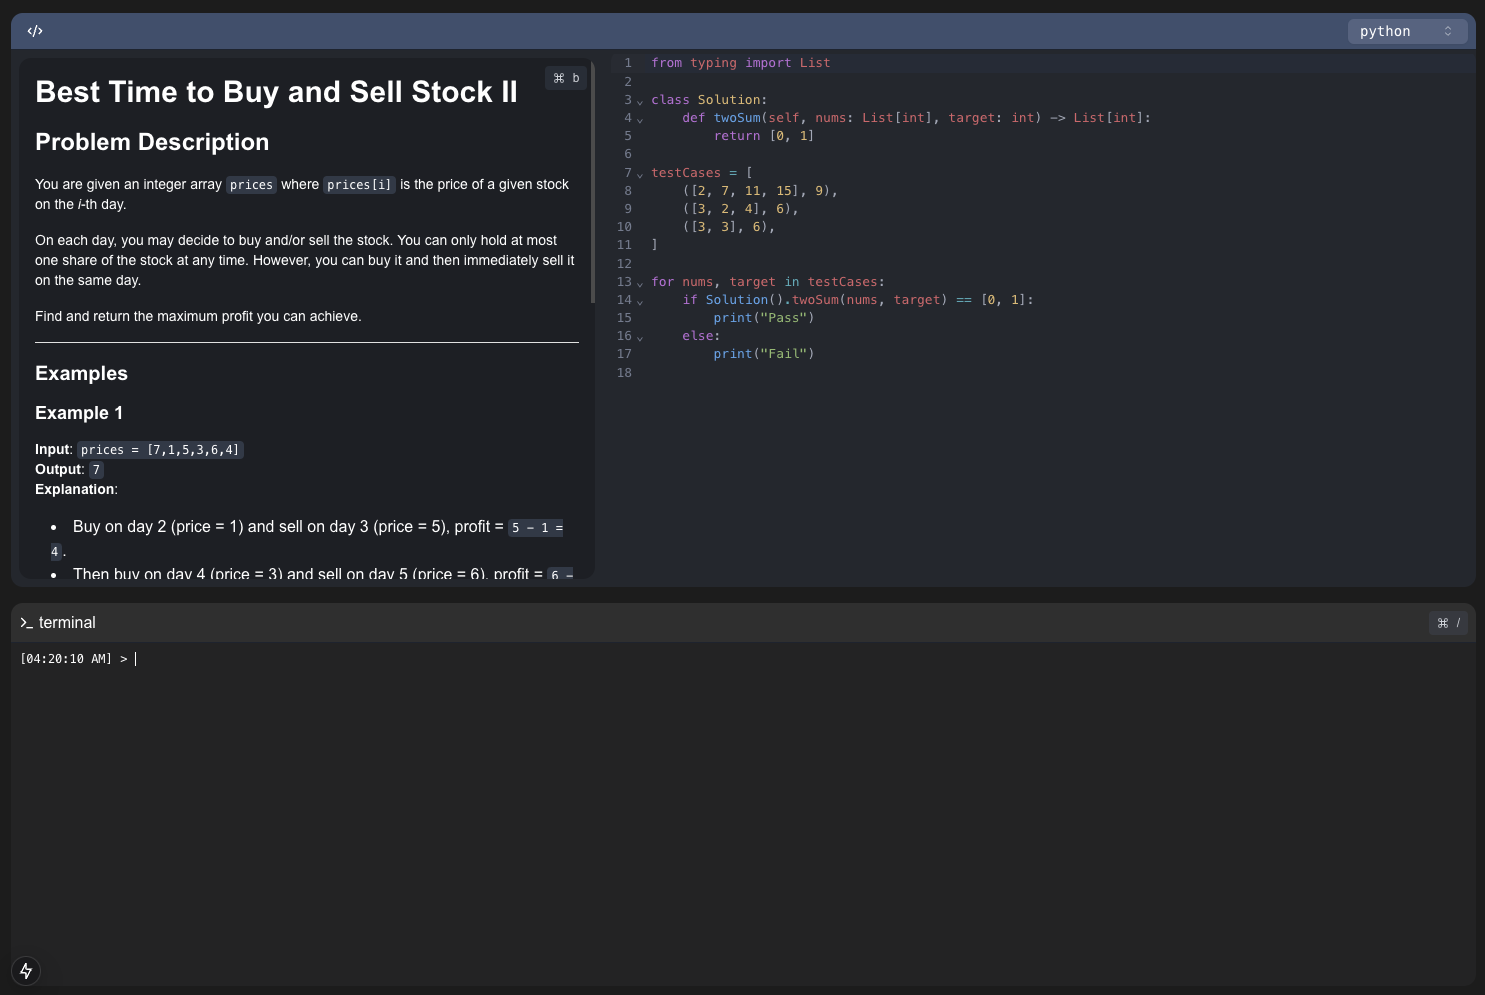 </>
python
Best Time to Buy and Sell Stock II
⌘ b
Problem Description
You are given an integer array prices where prices[i] is the price of a given stock
on the i-th day.
On each day, you may decide to buy and/or sell the stock. You can only hold at most
one share of the stock at any time. However, you can buy it and then immediately sell it
on the same day.
Find and return the maximum profit you can achieve.
Examples
Example 1
Input: prices = [7,1,5,3,6,4]
Output: 7
Explanation:
• Buy on day 2 (price = 1) and sell on day 3 (price = 5), profit = 5 - 1 =
4.
• Then buy on day 4 (price = 3) and sell on day 5 (price = 6), profit = 6 -
1 from typing import List
2
3 class Solution:
4     def twoSum(self, nums: List[int], target: int) -> List[int]:
5         return [0, 1]
6
7 testCases = [
8     ([2, 7, 11, 15], 9),
9     ([3, 2, 4], 6),
10     ([3, 3], 6),
11 ]
12
13 for nums, target in testCases:
14     if Solution().twoSum(nums, target) == [0, 1]:
15         print("Pass")
16     else:
17         print("Fail")
18
>_ terminal
⌘ /
[04:20:10 AM] >